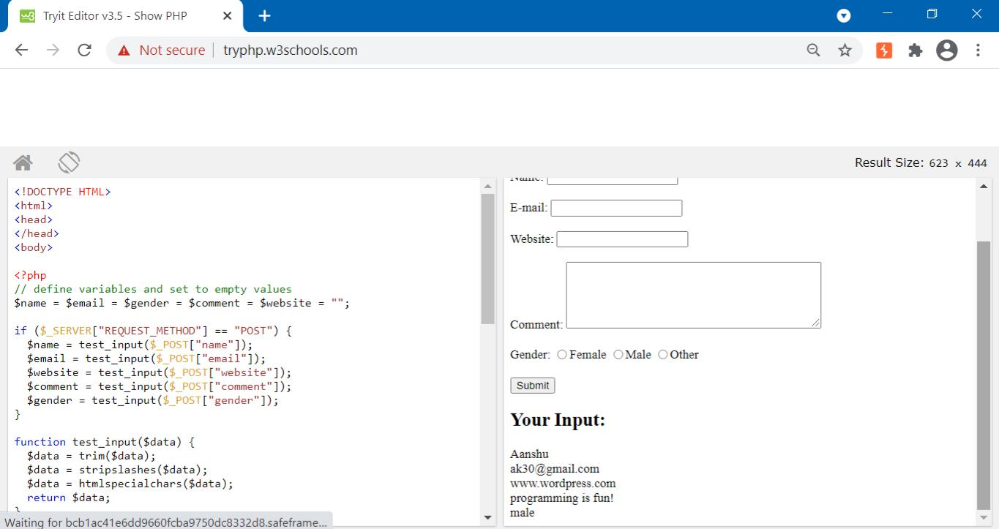 Tryit Editor v3.5 - Show PHP
Not secure tryphp.w3schools.com
Result Size: 623 x 444
<!DOCTYPE HTML>
<html>
<head>
</head>
<body>
<?php
// define variables and set to empty values
$name = $email = $gender = $comment = $website = "";
if ($_SERVER["REQUEST_METHOD"] == "POST") {
$name = test_input($_POST["name"]);
$email = test_input($_POST["email"]);
$website = test_input($_POST["website"]);
$comment = test_input($_POST["comment"]);
$gender = test_input($_POST["gender"]);
}
function test_input($data) {
$data = trim($data);
$data = stripslashes($data);
$data = htmlspecialchars($data);
return $data;
}
Waiting for bcb1ac41e6dd9660fcba9750dc8332d8.safeframe...
Name:
E-mail:
Website:
Comment:
Gender: Female Male Other
Submit
Your Input:
Aanshu
ak30@gmail.com
www.wordpress.com
programming is fun!
male